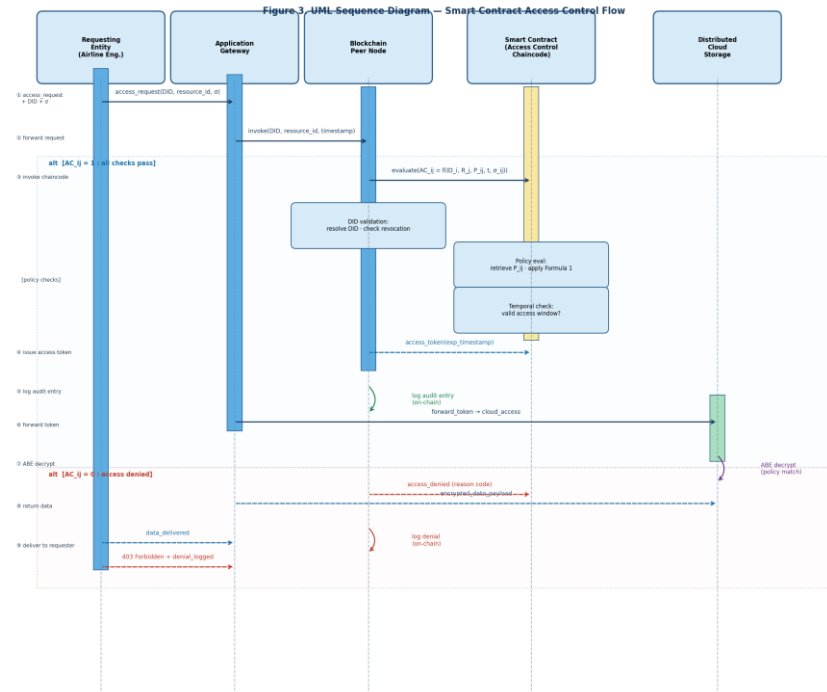 Figure 3. UML Sequence Diagram — Smart Contract Access Control Flow
Requesting
Entity
(Airline Eng.)
Application
Gateway
Blockchain
Peer Node
Smart Contract
(Access Control
Chaincode)
Distributed
Cloud
Storage
① access_request
+ DID + σ
access_request(DID, resource_id, σ)
② forward request
invoke(DID, resource_id, timestamp)
alt [AC_ij = 1 : all checks pass]
③ invoke chaincode
evaluate(AC_ij = f(ID_i, R_j, P_ij, t, σ_ij))
DID validation:
resolve DID · check revocation
Policy eval:
retrieve P_ij · apply Formula 1
[policy checks]
Temporal check:
valid access window?
④ issue access token
access_token(exp_timestamp)
⑤ log audit entry
log audit entry
(on-chain)
⑥ forward token
forward_token → cloud_access
⑦ ABE decrypt
ABE decrypt
(policy match)
alt [AC_ij = 0 : access denied]
access_denied (reason code)
encrypted_data_payload
⑧ return data
data_delivered
log denial
(on-chain)
⑨ deliver to requester
403 Forbidden + denial_logged